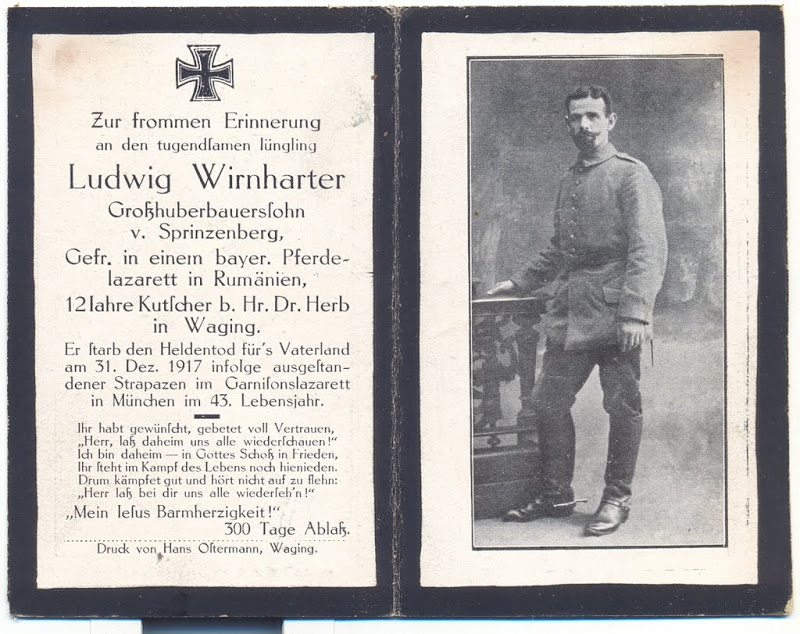 Zur frommen Erinnerung
an den tugendſamen Jüngling
Ludwig Wirnharter
Großhuberbauersſohn
v. Sprinzenberg,
Gefr. in einem bayer. Pferde-
lazarett in Rumänien,
12 Jahre Kutſcher b. Hr. Dr. Herb
in Waging.
Er ſtarb den Heldentod für's Vaterland
am 31. Dez. 1917 infolge ausgeſtan-
dener Strapazen im Garniſonslazarett
in München im 43. Lebensjahr.
Ihr habt gewünſcht, gebetet voll Vertrauen,
„Herr, laß daheim uns alle wiederſchauen!“
Ich bin daheim — in Gottes Schoß in Frieden,
Ihr ſteht im Kampf des Lebens noch hienieden.
Drum kämpfet gut und hört nicht auf zu flehn:
„Herr laß bei dir uns alle wiederſeh'n!“
„Mein Jeſus Barmherzigkeit!“
300 Tage Ablaß.
Druck von Hans Oſtermann, Waging.